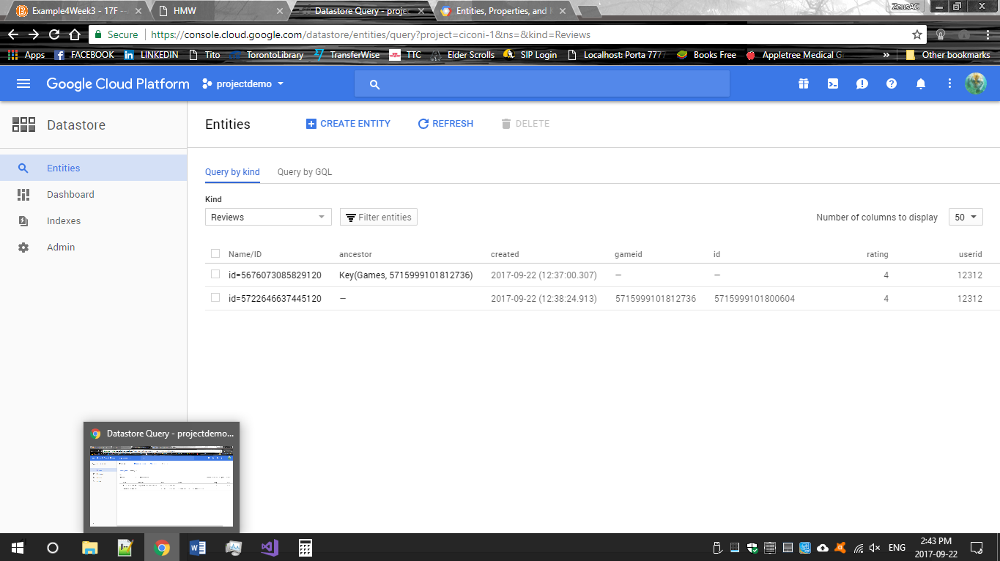 Example4Week3 - 17F --
HMW
Datastore Query - proje
Entities, Properties, and
ZeusAC
Secure https://console.cloud.google.com/datastore/entities/query?project=ciconi-1&ns=&kind=Reviews
Apps FACEBOOK LINKEDIN Tito TorontoLibrary TransferWise TTC Elder Scrolls SIP Login Localhost: Porta 777 Books Free Appletree Medical Gr » Other bookmarks
Google Cloud Platform projectdemo
Datastore
Entities CREATE ENTITY REFRESH DELETE
Entities
Dashboard
Indexes
Admin
Query by kind Query by GQL
Kind
Reviews Filter entities Number of columns to display 50
Name/ID ancestor created gameid id rating userid
id=5676073085829120 Key(Games, 5715999101812736) 2017-09-22 (12:37:00.307) — — 4 12312
id=5722646637445120 — 2017-09-22 (12:38:24.913) 5715999101812736 5715999101800604 4 12312
Datastore Query - projectdemo...
ENG
2:43 PM
2017-09-22